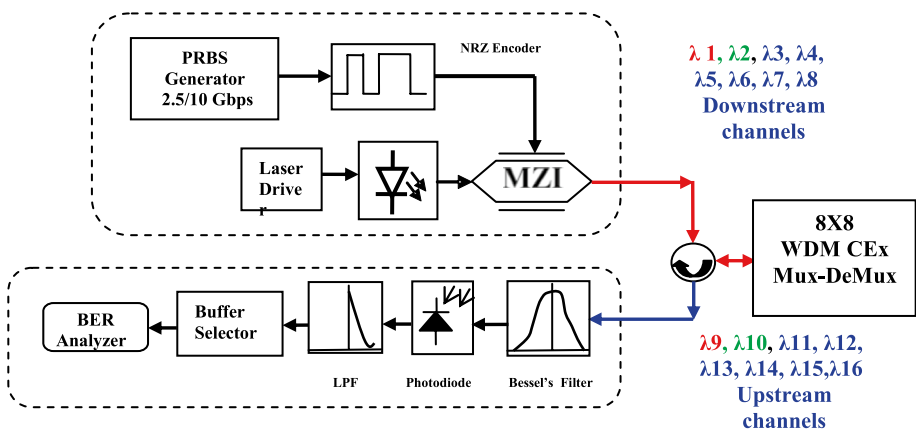 PRBS
Generator
2.5/10 Gbps
NRZ Encoder
Laser
Drive
r
MZI
λ 1, λ2, λ3, λ4,
λ5, λ6, λ7, λ8
Downstream
channels
8X8
WDM CEx
Mux-DeMux
BER
Analyzer
Buffer
Selector
LPF
Photodiode
Bessel's Filter
λ9, λ10, λ11, λ12,
λ13, λ14, λ15,λ16
Upstream
channels